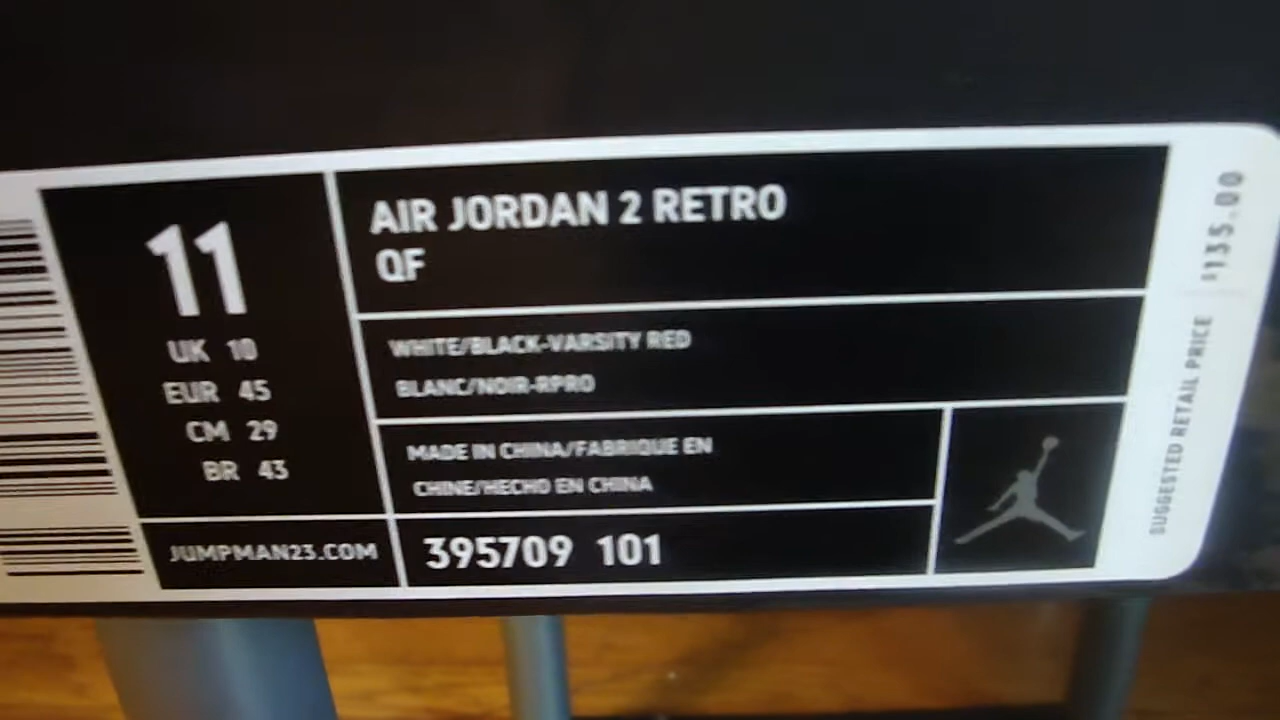 11
UK 10
EUR 45
CM 29
BR 43
JUMPMAN23.COM
AIR JORDAN 2 RETRO
QF
WHITE/BLACK-VARSITY RED
BLANC/NOIR-RPRO
MADE IN CHINA/FABRIQUE EN
CHINE/HECHO EN CHINA
395709 101
SUGGESTED RETAIL PRICE $135.00